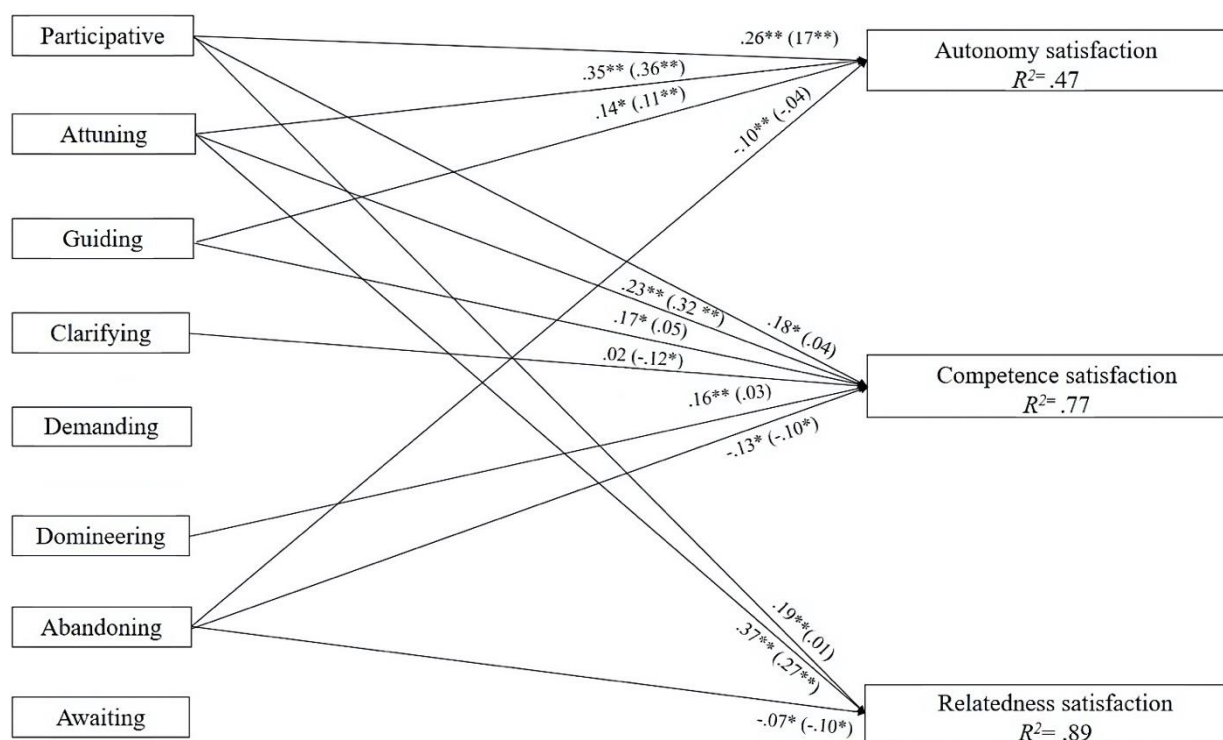 Participative
Attuning
Guiding
Clarifying
Demanding
Domineering
Abandoning
Awaiting
.26** (17**)
.35** (.36**)
.14* (.11**)
-.10** (-.04)
.23** (.32 **)
.18* (.04)
.17* (.05)
.02 (-.12*)
.16** (.03)
-.13* (-.10*)
.19**(.01)
.37** (.27**)
-.07* (-.10*)
Autonomy satisfaction
R²= .47
Competence satisfaction
R²= .77
Relatedness satisfaction
R²= .89